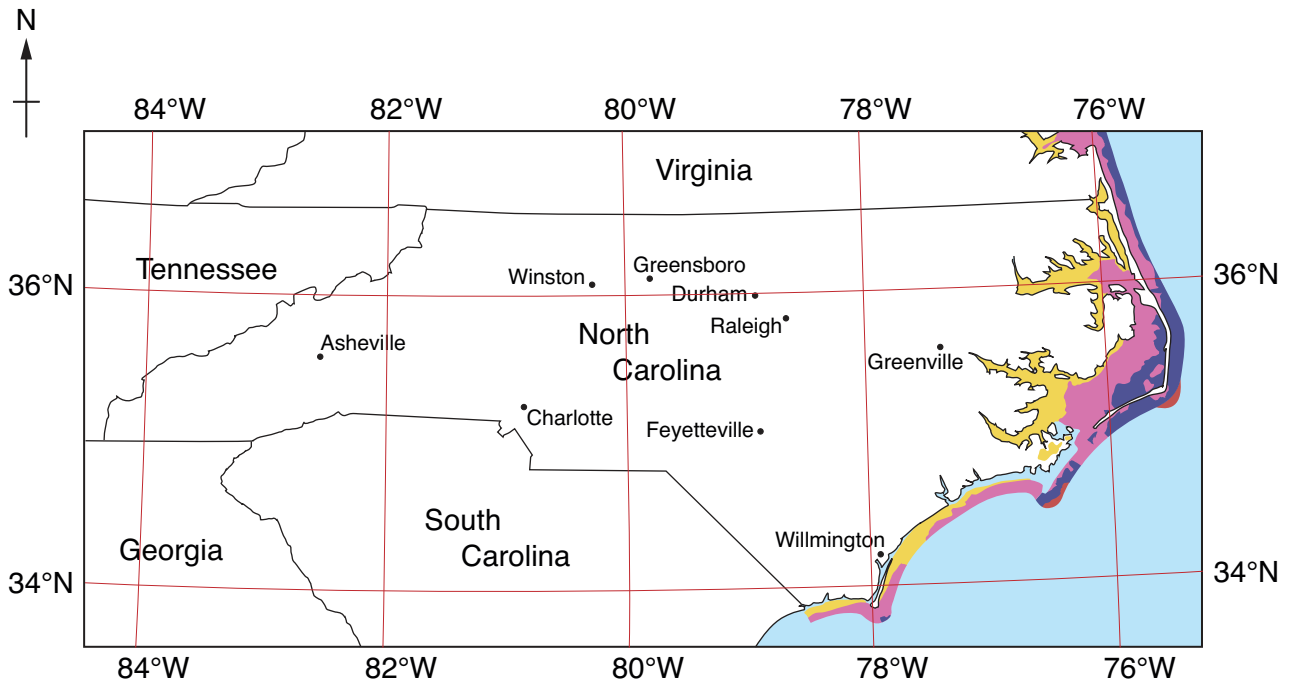 N
84°W 82°W 80°W 78°W 76°W
Virginia
Tennessee
36°N
36°N
Winston
Greensboro
Durham
Raleigh
North
Carolina
Asheville
Greenville
Charlotte
Feyetteville
South
Carolina
Georgia
Willmington
34°N
34°N
84°W 82°W 80°W 78°W 76°W